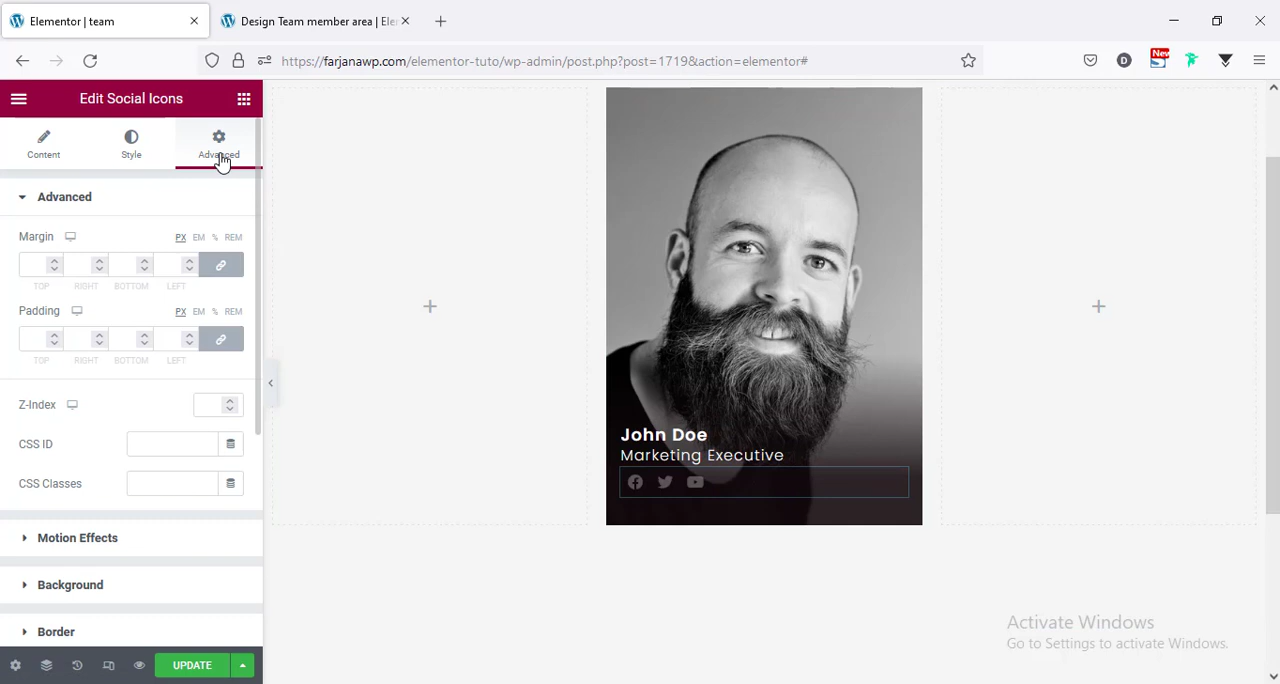 Elementor | team
Design Team member area | Ele
https://farjanawp.com/elementor-tuto/wp-admin/post.php?post=1719&action=elementor#
D
New
Edit Social Icons
Content
Style
Advanced
Advanced
Margin
PX EM % REM
TOP RIGHT BOTTOM LEFT
Padding
PX EM % REM
TOP RIGHT BOTTOM LEFT
Z-Index
CSS ID
CSS Classes
Motion Effects
Background
Border
UPDATE
John Doe
Marketing Executive
Activate Windows
Go to Settings to activate Windows.